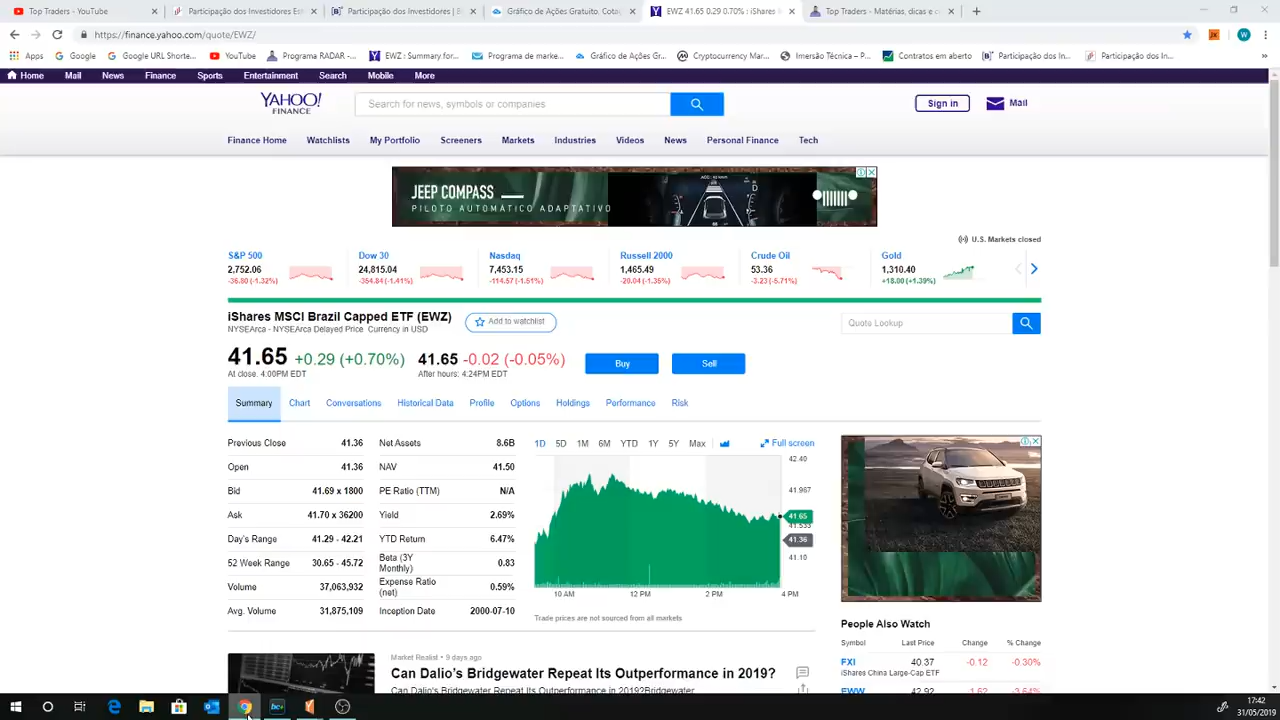 Top Traders - YouTube
Participação dos Investidores Est
Participação dos Investidores | B
Gráfico de Ações Gratuito, Cotaç
EWZ 41.65 0.29 0.70% : iShares M
Top Traders - Matérias, dicas e c
https://finance.yahoo.com/quote/EWZ/
W
Apps
Google
Google URL Shorte...
YouTube
Programa RADAR -...
EWZ : Summary for...
Programa de marke...
Gráfico de Ações Gr...
Cryptocurrency Mar...
Imersão Técnica – P...
Contratos em aberto
Participação dos In...
Participação dos In...
Home Mail News Finance Sports Entertainment Search Mobile More
YAHOO!
FINANCE
Search for news, symbols or companies
Sign in
Mail
Finance Home Watchlists My Portfolio Screeners Markets Industries Videos News Personal Finance Tech
JEEP COMPASS
PILOTO AUTOMÁTICO ADAPTATIVO
U.S. Markets closed
S&P 500 Dow 30 Nasdaq Russell 2000 Crude Oil Gold
2,752.06 24,815.04 7,453.15 1,465.49 53.36 1,310.40
-36.80 (-1.32%) -354.84 (-1.41%) -114.57 (-1.51%) -20.04 (-1.35%) -3.23 (-5.71%) +18.00 (+1.39%)
iShares MSCI Brazil Capped ETF (EWZ)
NYSEArca - NYSEArca Delayed Price. Currency in USD
Add to watchlist
Quote Lookup
41.65 +0.29 (+0.70%) 41.65 -0.02 (-0.05%)
At close: 4:00PM EDT After hours: 4:24PM EDT
Buy
Sell
Summary Chart Conversations Historical Data Profile Options Holdings Performance Risk
Previous Close 41.36 Net Assets 8.6B
Open 41.36 NAV 41.50
Bid 41.69 x 1800 PE Ratio (TTM) N/A
Ask 41.70 x 36200 Yield 2.69%
Day's Range 41.29 - 42.21 YTD Return 6.47%
52 Week Range 30.65 - 45.72 Beta (3Y Monthly) 0.83
Volume 37,063,932 Expense Ratio (net) 0.59%
Avg. Volume 31,875,109 Inception Date 2000-07-10
1D 5D 1M 6M YTD 1Y 5Y Max
Full screen
42.40
41.967
41.65
41.36
10 AM 12 PM 2 PM 4 PM
Trade prices are not sourced from all markets
People Also Watch
Symbol Last Price Change % Change
FXI 40.37 -0.12 -0.30%
iShares China Large-Cap ETF
Market Realist • 9 days ago
Can Dalio's Bridgewater Repeat Its Outperformance in 2019?
Can Dalio's Bridgewater Repeat Its Outperformance in 2019?Bridgewater
17:42
31/05/2019